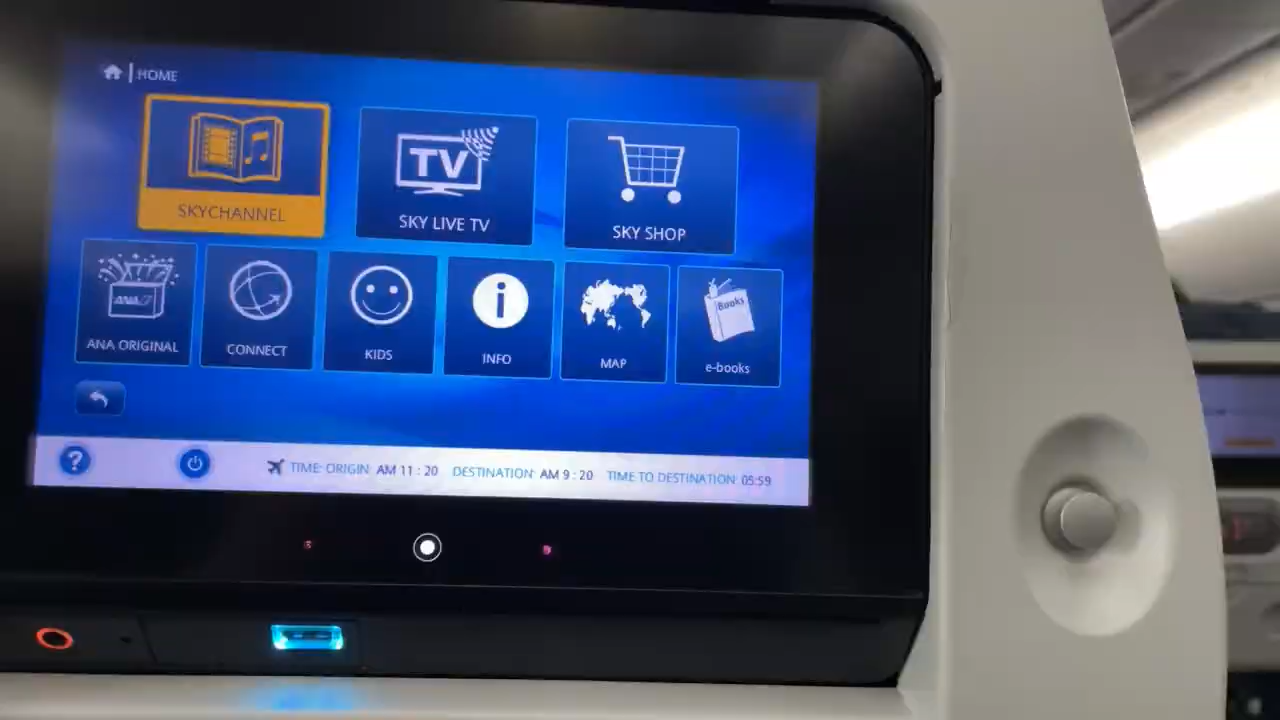 HOME
TV
SKYCHANNEL
SKY LIVE TV
SKY SHOP
ANA
Books
ANA ORIGINAL
CONNECT
KIDS
INFO
MAP
e-books
? TIME: ORIGIN: AM 11 : 20 DESTINATION: AM 9 : 20 TIME TO DESTINATION: 05:59